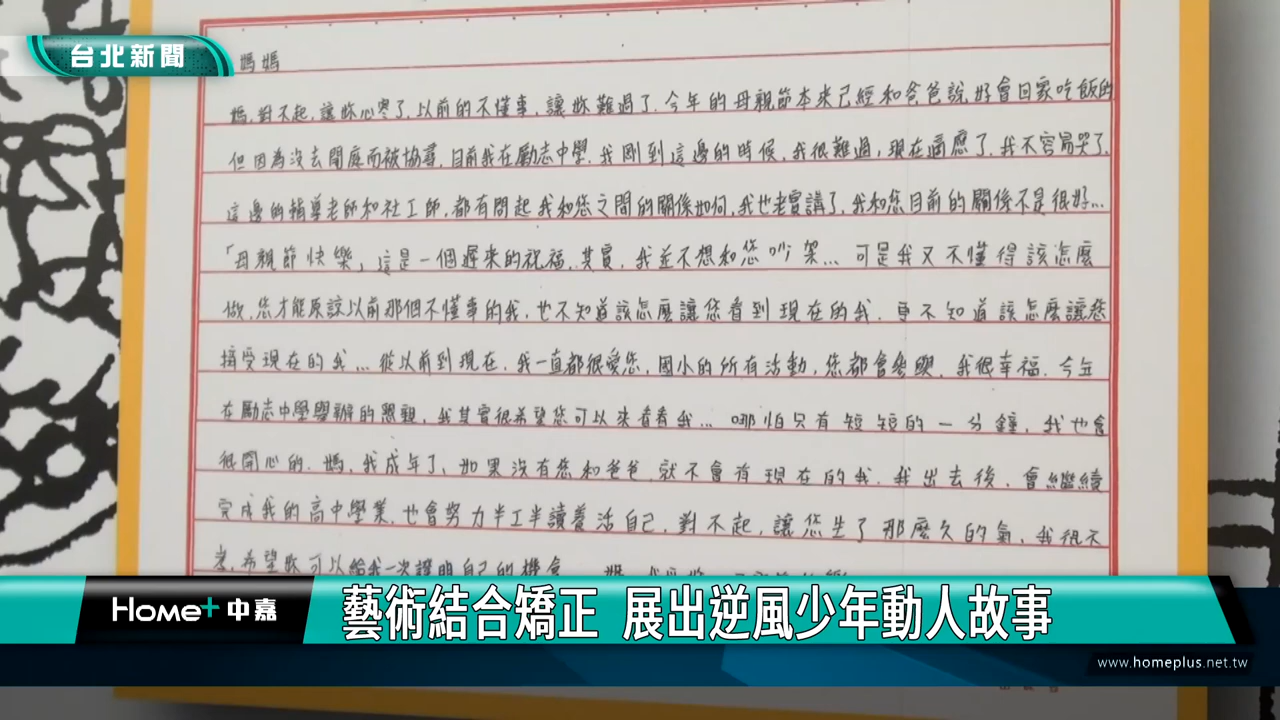 台北新聞
媽媽
媽,對不起,讓妳心寒了,以前的不懂事,讓妳難過了,今年的母親節本來已經和爸爸說好會回家吃飯的
但因為沒去開庭而被協尋,目前我在勵志中學,我剛到這邊的時候,我很難過,現在適應了,我不容易哭了,
這邊的輔導老師和社工師,都有問起我和您之間的關係如何,我也老實講了,我和您目前的關係不是很好...
「母親節快樂」這是一個遲來的祝福,其實,我並不想和您吵架...可是我又不懂得該怎麼
做,您才能原諒以前那個不懂事的我,也不知道該怎麼讓您看到現在的我,更不知道該怎麼讓您
接受現在的我...從以前到現在,我一直都很愛您,國小的所有活動,您都會參與,我很幸福,今年
在勵志中學舉辦的懇親,我其實很希望您可以來看看我...哪怕只有短短的一分鐘,我也會
很開心的,媽,我成年了,如果沒有您和爸爸,就不會有現在的我,我出去後,會繼續
完成我的高中學業,也會努力半工半讀養活自己,對不起,讓您生了那麼久的氣,我很不
孝,希望妳可以給我一次證明自己的機會
Home+中嘉
藝術結合矯正 展出逆風少年動人故事
www.homeplus.net.tw